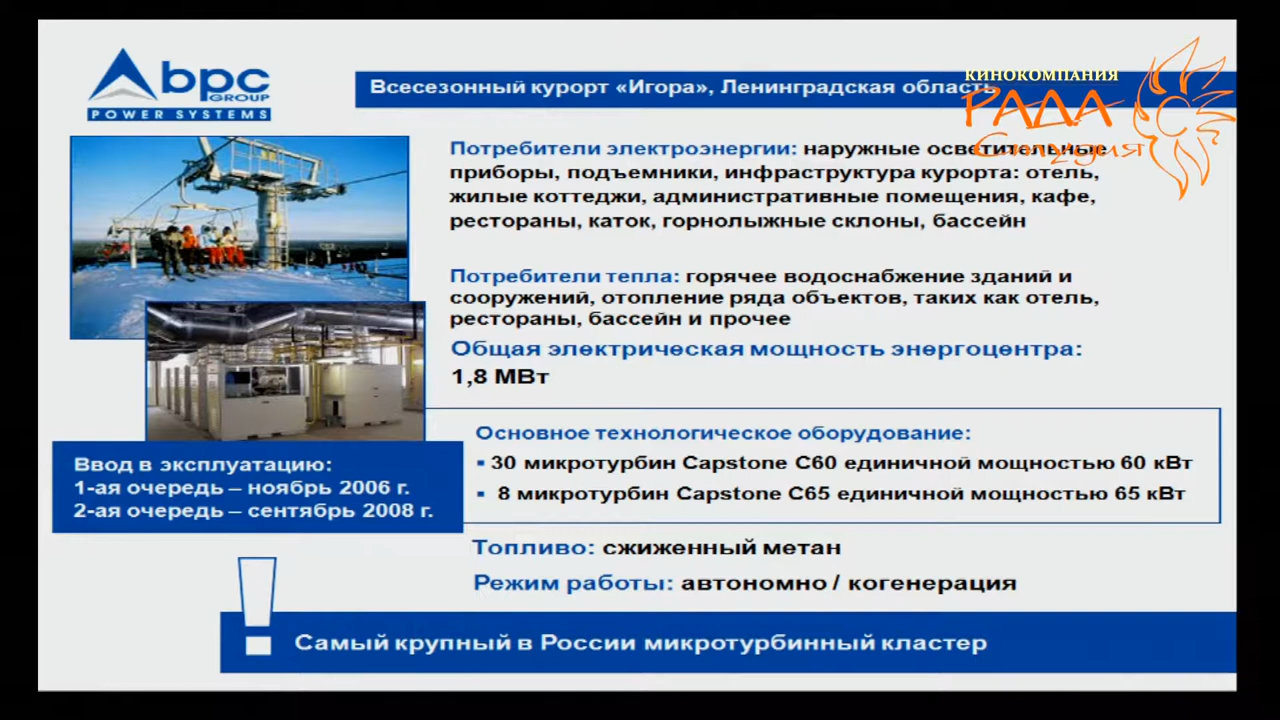 bpc
GROUP
POWER SYSTEMS
Всесезонный курорт «Игора», Ленинградская область
КИНОКОМПАНИЯ
РАДА
Студия
Потребители электроэнергии: наружные осветительные
приборы, подъемники, инфраструктура курорта: отель,
жилые коттеджи, административные помещения, кафе,
рестораны, каток, горнолыжные склоны, бассейн
Потребители тепла: горячее водоснабжение зданий и
сооружений, отопление ряда объектов, таких как отель,
рестораны, бассейн и прочее
Общая электрическая мощность энергоцентра:
1,8 МВт
Основное технологическое оборудование:
▪ 30 микротурбин Capstone C60 единичной мощностью 60 кВт
▪ 8 микротурбин Capstone C65 единичной мощностью 65 кВт
Ввод в эксплуатацию:
1-ая очередь – ноябрь 2006 г.
2-ая очередь – сентябрь 2008 г.
Топливо: сжиженный метан
Режим работы: автономно / когенерация
! Самый крупный в России микротурбинный кластер